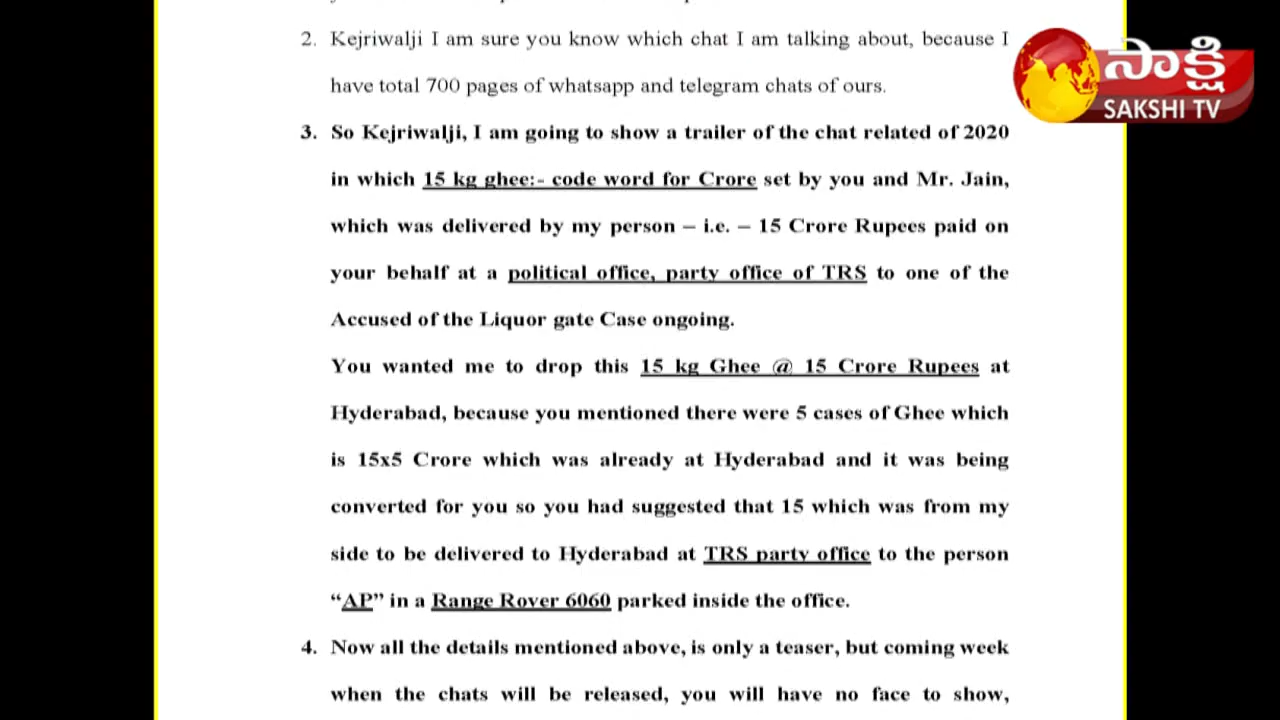 2. Kejriwalji I am sure you know which chat I am talking about, because I
have total 700 pages of whatsapp and telegram chats of ours.
3. So Kejriwalji, I am going to show a trailer of the chat related of 2020
in which 15 kg ghee:- code word for Crore set by you and Mr. Jain,
which was delivered by my person – i.e. – 15 Crore Rupees paid on
your behalf at a political office, party office of TRS to one of the
Accused of the Liquor gate Case ongoing.
You wanted me to drop this 15 kg Ghee @ 15 Crore Rupees at
Hyderabad, because you mentioned there were 5 cases of Ghee which
is 15x5 Crore which was already at Hyderabad and it was being
converted for you so you had suggested that 15 which was from my
side to be delivered to Hyderabad at TRS party office to the person
“AP” in a Range Rover 6060 parked inside the office.
4. Now all the details mentioned above, is only a teaser, but coming week
when the chats will be released, you will have no face to show,
సాక్షి
SAKSHI TV